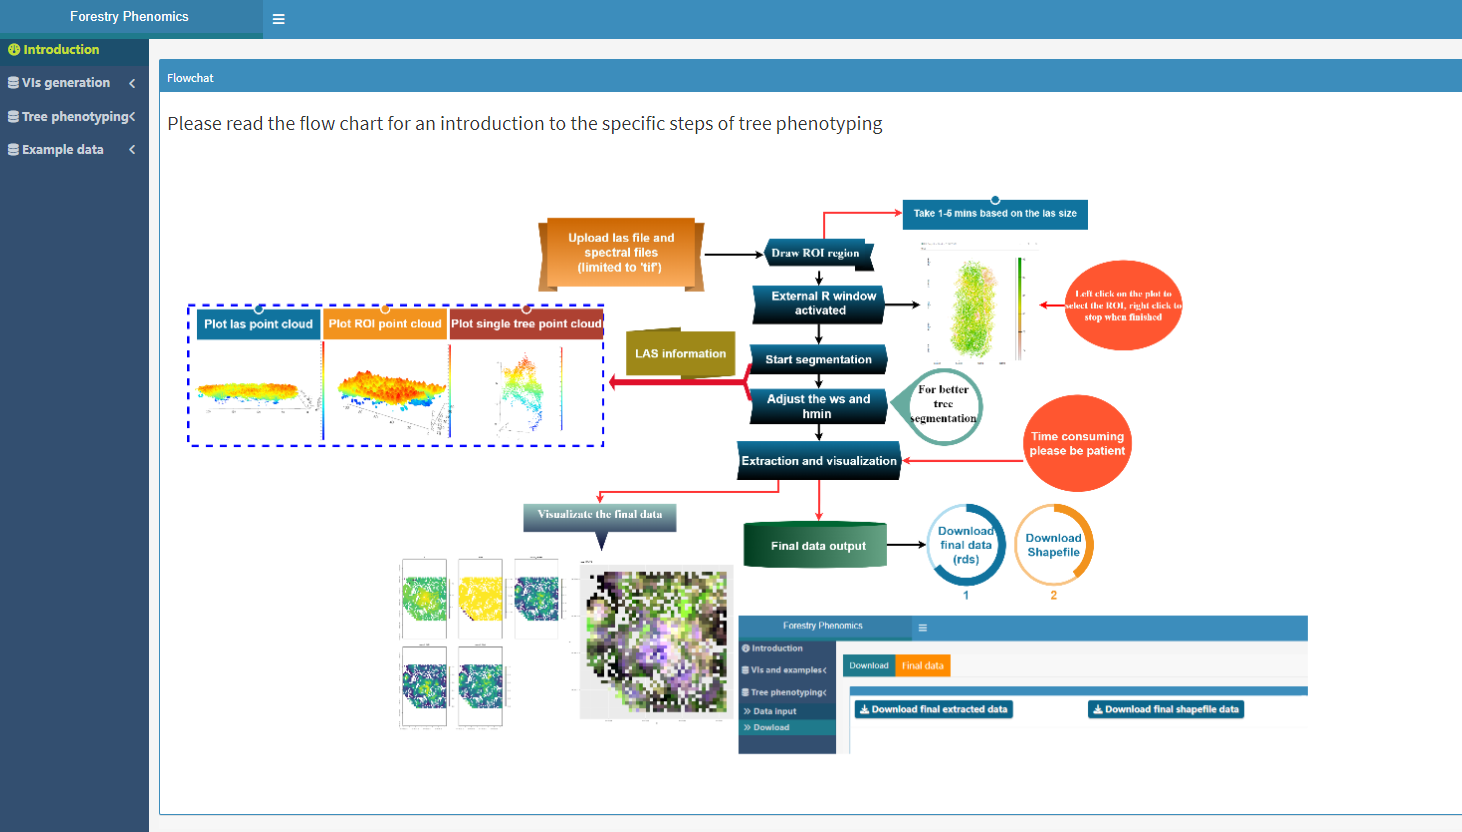 Forestry Phenomics
Introduction
VIs generation
Tree phenotyping
Example data
Flowchat
Please read the flow chart for an introduction to the specific steps of tree phenotyping
Take 1-5 mins based on the las size
Upload las file and
spectral files
(limited to 'tif')
Draw ROI region
External R window
activated
Left click on the plot to
select the ROI, right click to
stop when finished
Plot las point cloud
Plot ROI point cloud
Plot single tree point cloud
LAS information
Start segmentation
Adjust the ws and
hmin
For better
tree
segmentation
Time consuming
please be patient
Extraction and visualization
Visualizate the final data
Final data output
Download
final data
(rds)
1
Download
Shapefile
2
Forestry Phenomics
Introduction
VIs and examples
Tree phenotyping
Data input
Dowload
Download
Final data
Download final extracted data
Download final shapefile data